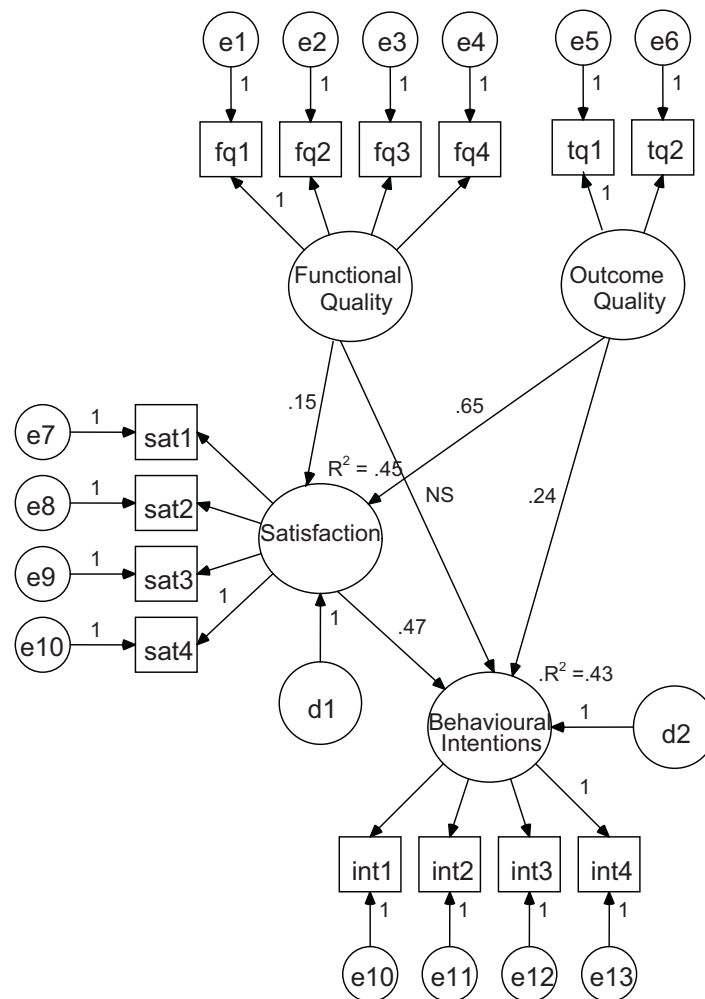 e1 e2 e3 e4 e5 e6
1 1 1 1 1 1
fq1 fq2 fq3 fq4 tq1 tq2
1 1
Functional
Quality
Outcome
Quality
.15 .65
e7 1 sat1
R² = .45
e8 1 sat2
NS .24
Satisfaction
e9 1 sat3
1
e10 1 sat4
1
.47
d1
.R² =.43
Behavioural
Intentions
1
d2
1
int1 int2 int3 int4
1 1 1 1
e10 e11 e12 e13